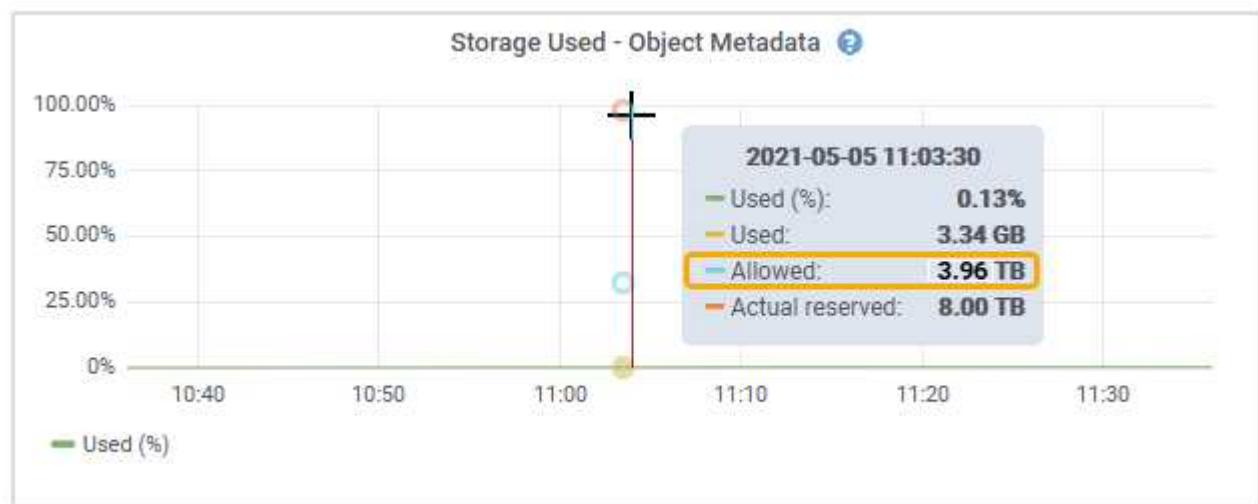 Storage Used - Object Metadata ?
100.00%
75.00%
50.00%
25.00%
0%
10:40 10:50 11:00 11:10 11:20 11:30
2021-05-05 11:03:30
Used (%): 0.13%
Used: 3.34 GB
Allowed: 3.96 TB
Actual reserved: 8.00 TB
Used (%)